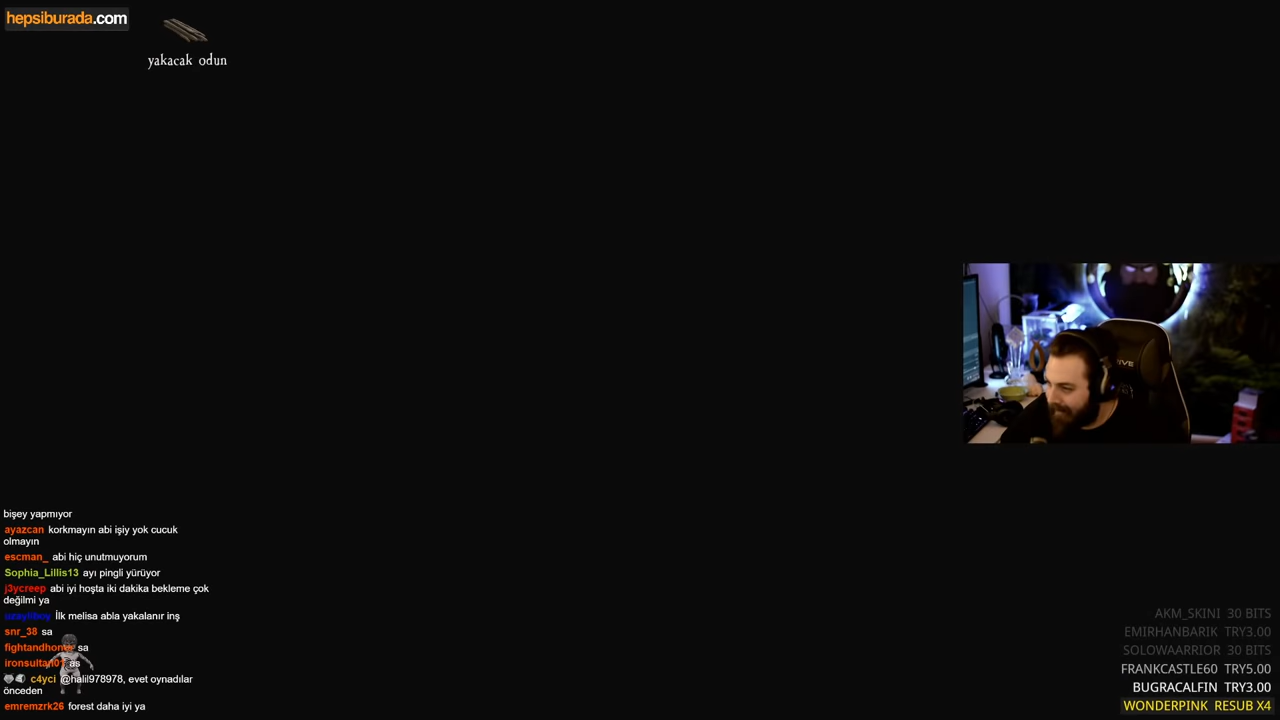 hepsiburada.com
yakacak odun
bişey yapmıyor
ayazcan korkmayın abi işiy yok cucuk
olmayın
escman_ abi hiç unutmuyorum
Sophia_Lillis13 ayı pingli yürüyor
j3ycreep abi iyi hoşta iki dakika bekleme çok
değilmi ya
İlk melisa abla yakalanır inş
snr_38 sa
sa
as
c4yci @halil978978, evet oynadılar
önceden
emremzrk26 forest daha iyi ya
AKM_SKINI 30 BITS
EMIRHANBARIK TRY3.00
SOLOWAARRIOR 30 BITS
FRANKCASTLE60 TRY5.00
BUGRACALFIN TRY3.00
WONDERPINK RESUB X4